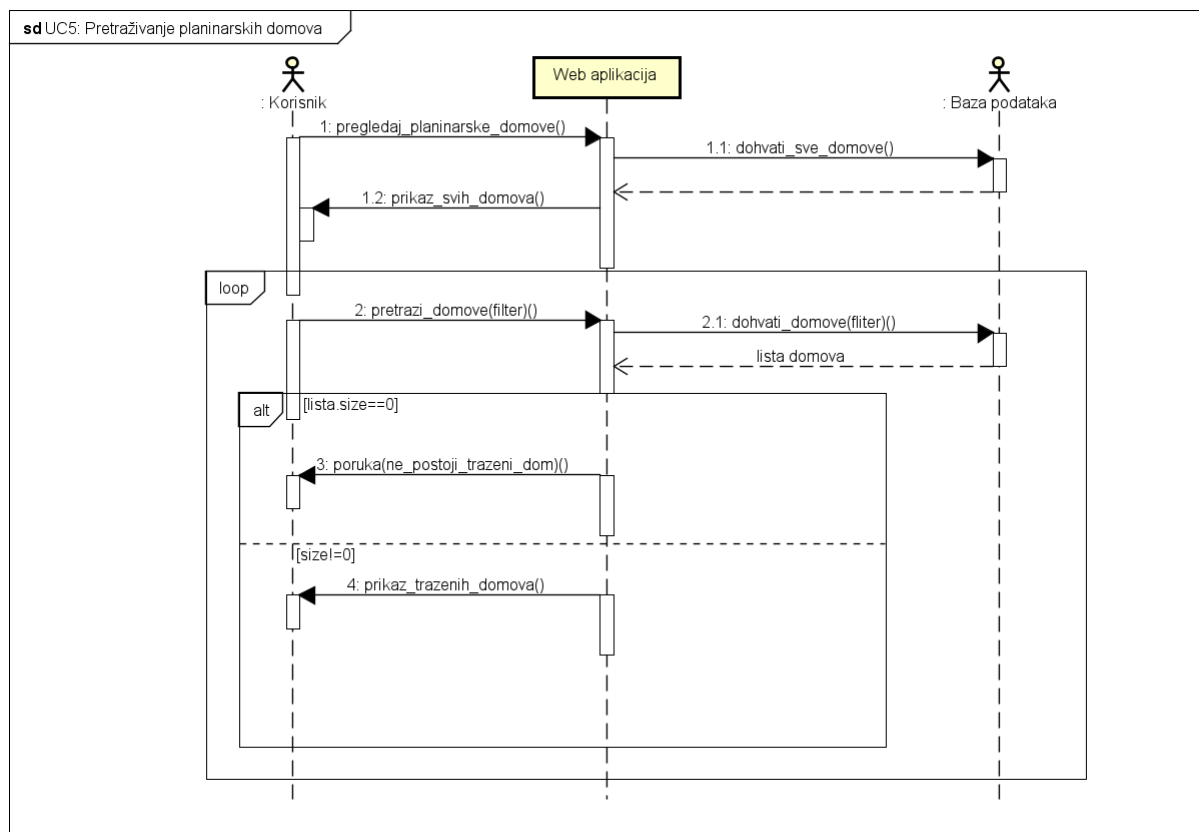 sd UC5: Pretraživanje planinarskih domova
: Korisnik
Web aplikacija
: Baza podataka
1: pregledaj_planinarske_domove()
1.1: dohvati_sve_domove()
1.2: prikaz_svih_domova()
loop
2: pretrazi_domove(filter)()
2.1: dohvati_domove(fliter)()
lista domova
alt
[lista.size==0]
3: poruka(ne_postoji_trazeni_dom)()
[size!=0]
4: prikaz_trazenih_domova()